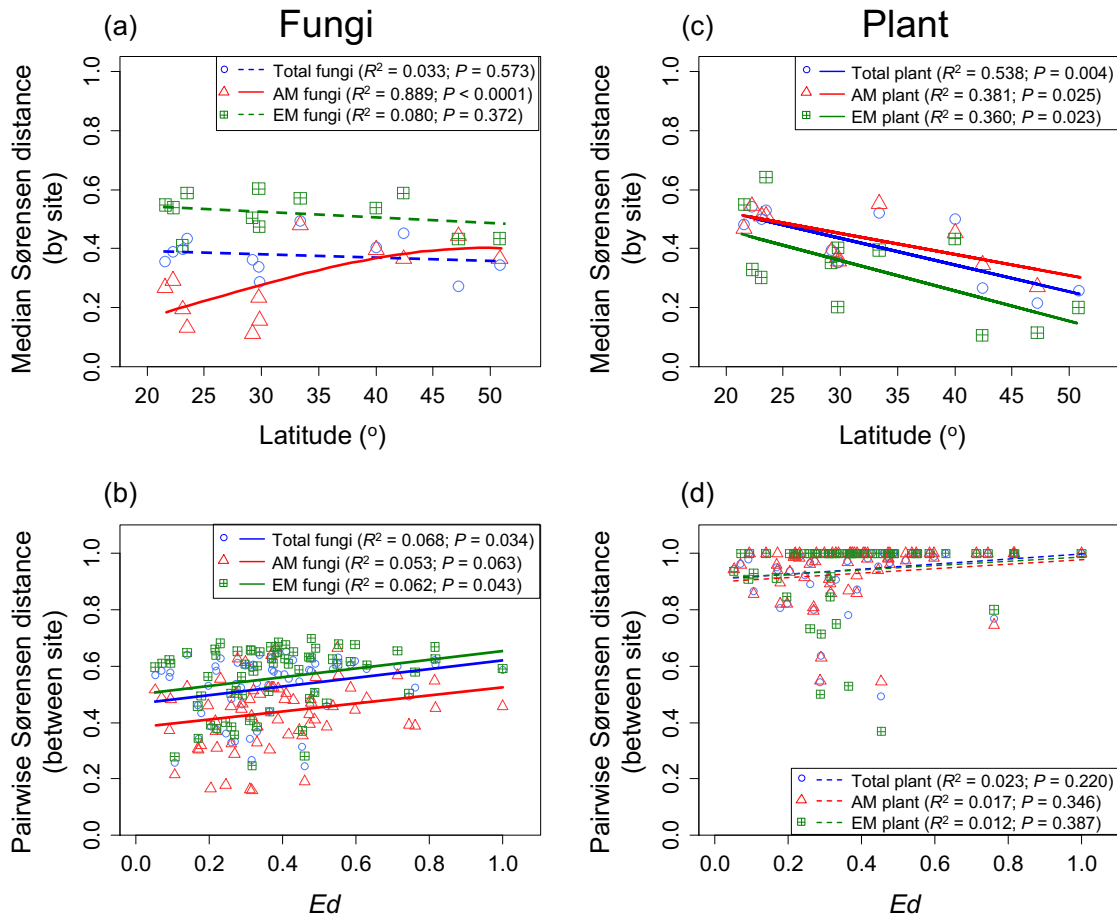 Fungi
Plant
(a)
Total fungi (R² = 0.033; P = 0.573)
AM fungi (R² = 0.889; P < 0.0001)
EM fungi (R² = 0.080; P = 0.372)
Median Sørensen distance
(by site)
0.0 0.2 0.4 0.6 0.8 1.0
20 25 30 35 40 45 50
Latitude (o)
(c)
Total plant (R² = 0.538; P = 0.004)
AM plant (R² = 0.381; P = 0.025)
EM plant (R² = 0.360; P = 0.023)
Median Sørensen distance
(by site)
0.0 0.2 0.4 0.6 0.8 1.0
20 25 30 35 40 45 50
Latitude (o)
(b)
Total fungi (R² = 0.068; P = 0.034)
AM fungi (R² = 0.053; P = 0.063)
EM fungi (R² = 0.062; P = 0.043)
Pairwise Sørensen distance
(between site)
0.0 0.2 0.4 0.6 0.8 1.0
0.0 0.2 0.4 0.6 0.8 1.0
Ed
(d)
Total plant (R² = 0.023; P = 0.220)
AM plant (R² = 0.017; P = 0.346)
EM plant (R² = 0.012; P = 0.387)
Pairwise Sørensen distance
(between site)
0.0 0.2 0.4 0.6 0.8 1.0
0.0 0.2 0.4 0.6 0.8 1.0
Ed